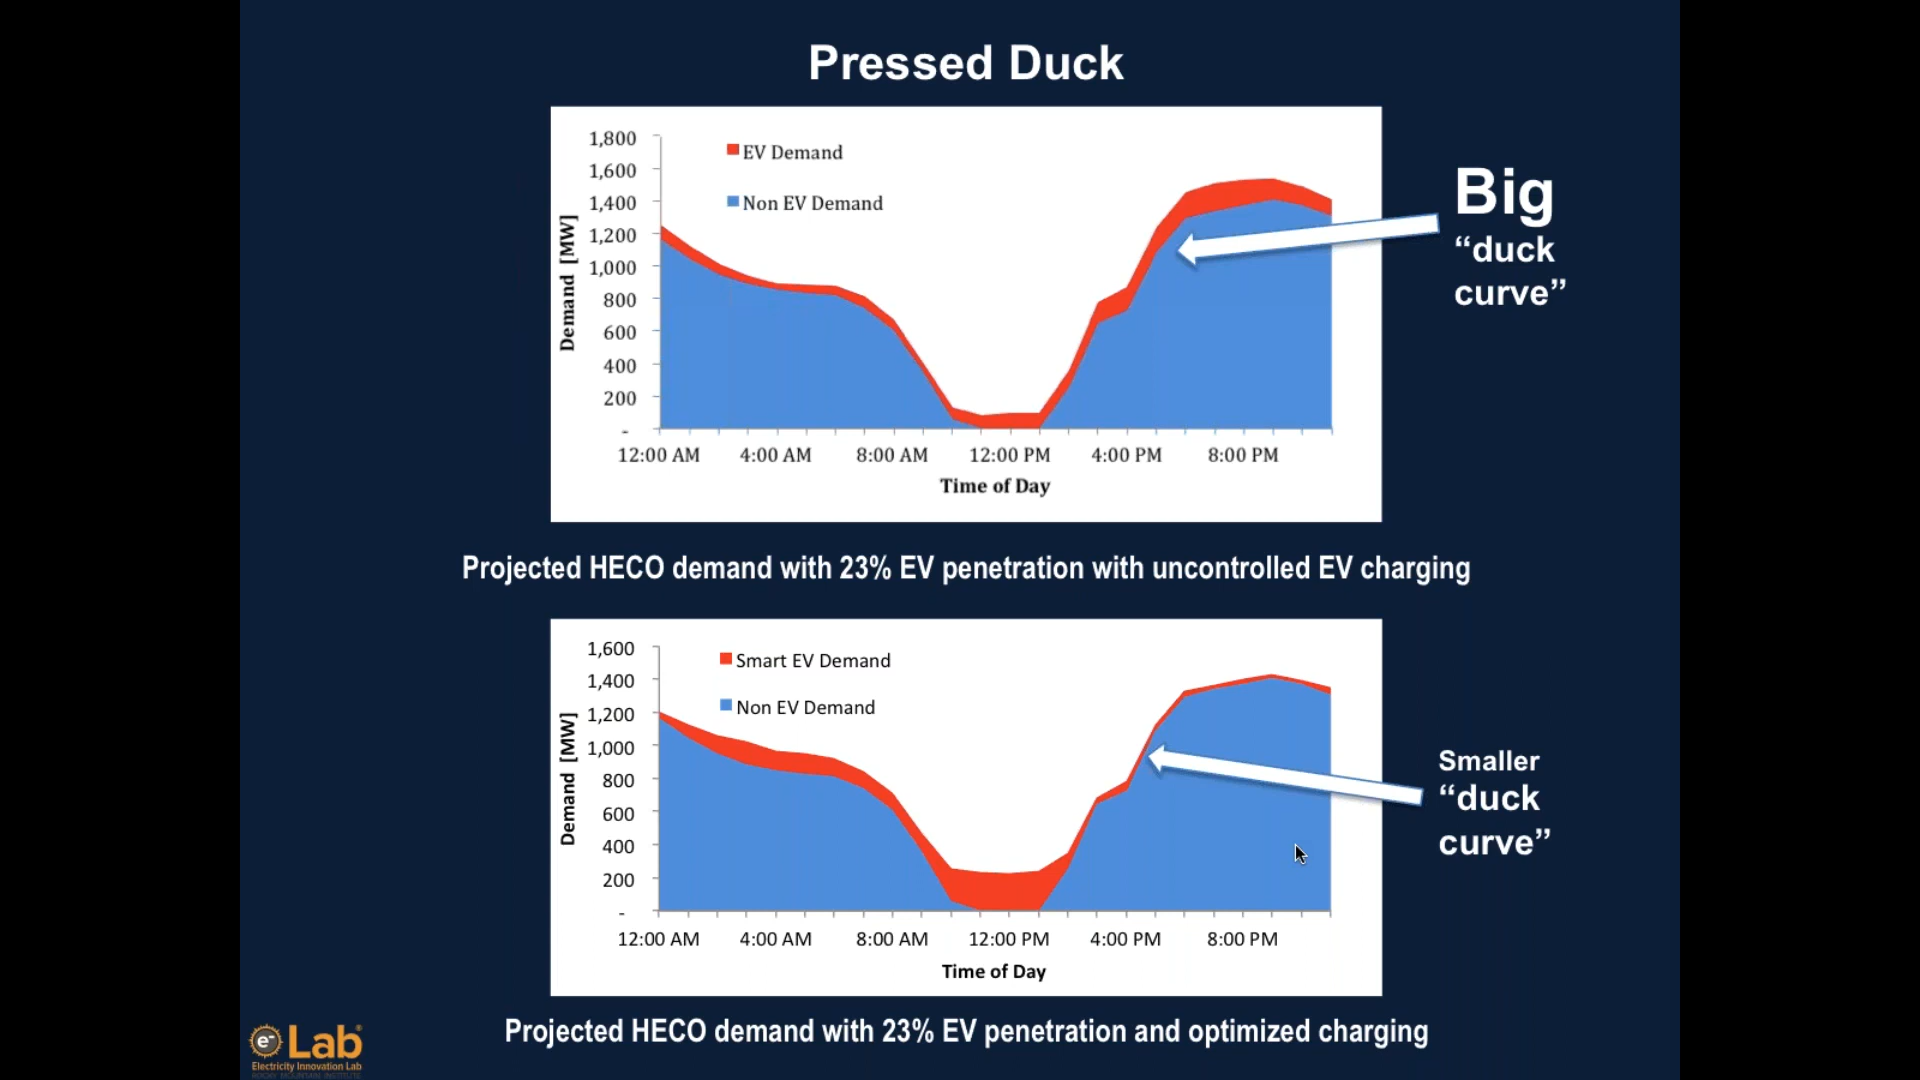 Pressed Duck
1,800
1,600
1,400
1,200
1,000
800
600
400
200
-
Demand [MW]
EV Demand
Non EV Demand
12:00 AM 4:00 AM 8:00 AM 12:00 PM 4:00 PM 8:00 PM
Time of Day
Big
“duck
curve”
Projected HECO demand with 23% EV penetration with uncontrolled EV charging
1,600
1,400
1,200
1,000
800
600
400
200
-
Demand [MW]
Smart EV Demand
Non EV Demand
12:00 AM 4:00 AM 8:00 AM 12:00 PM 4:00 PM 8:00 PM
Time of Day
Smaller
“duck
curve”
Projected HECO demand with 23% EV penetration and optimized charging
e- Lab®
Electricity Innovation Lab
ROCKY MOUNTAIN INSTITUTE